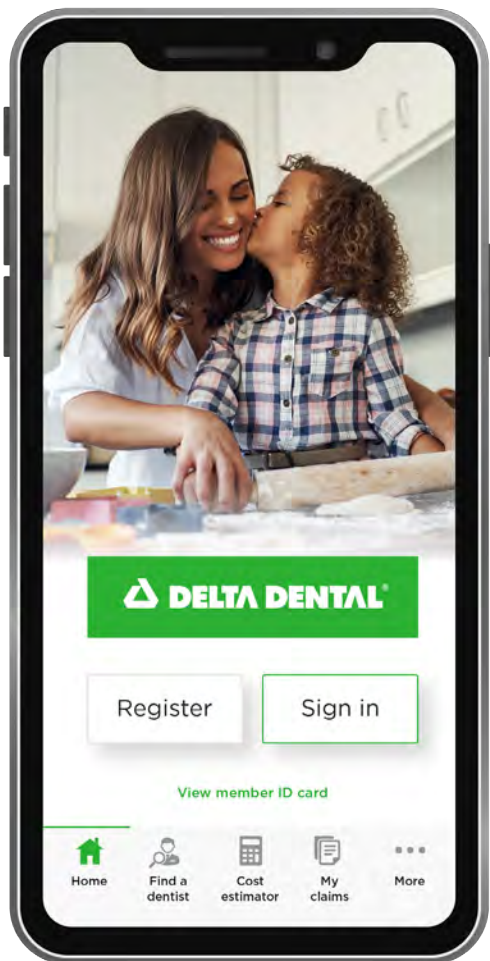 DELTA DENTAL®
Register
Sign in
View member ID card
Home
Find a
dentist
Cost
estimator
My
claims
More